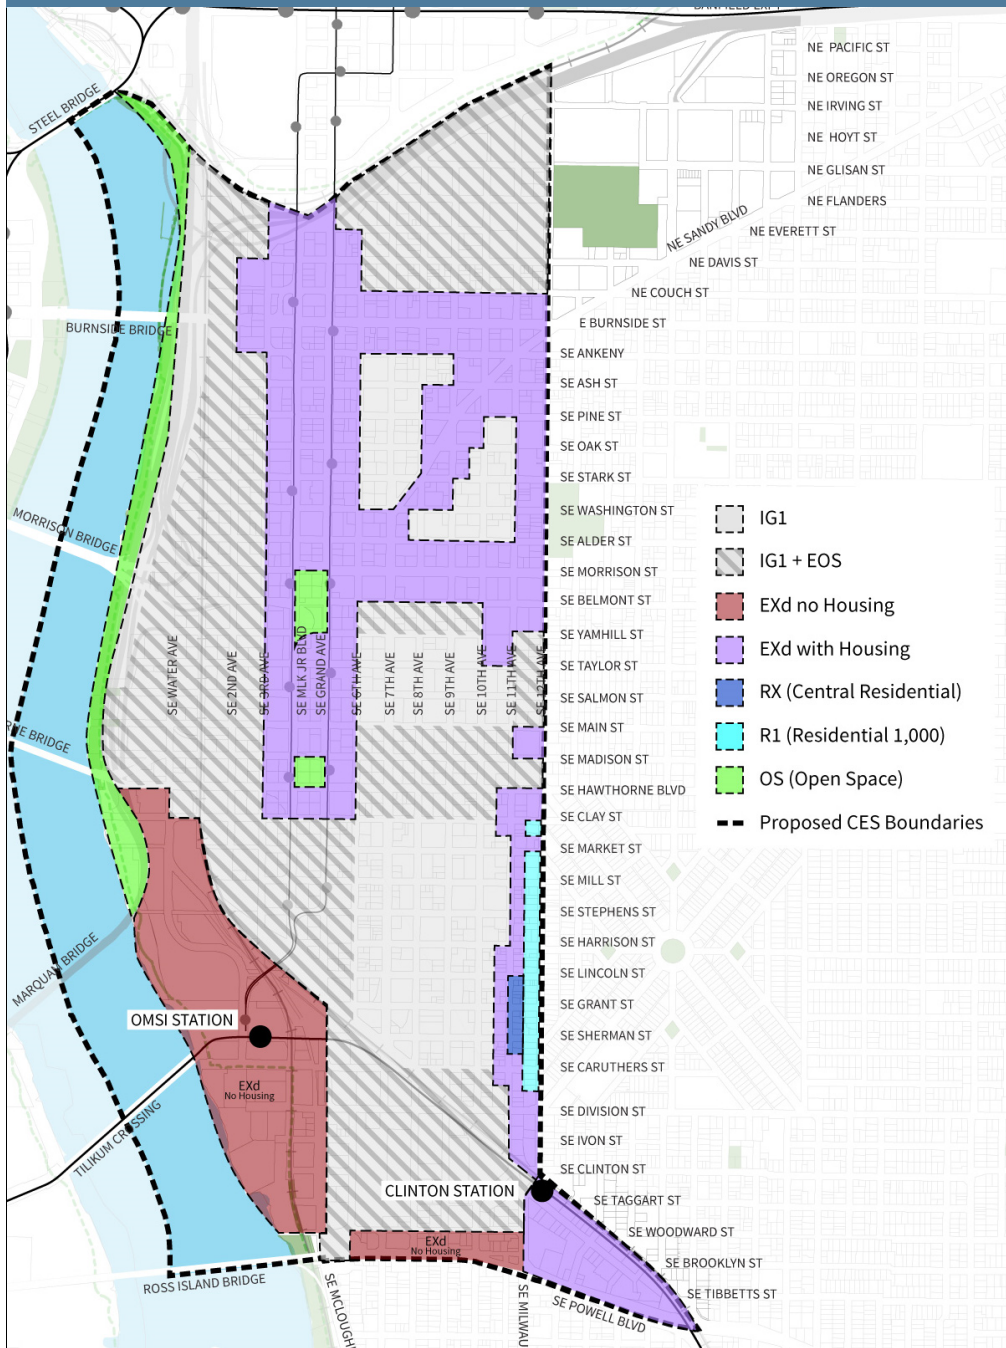 BANFIELD EXPY
NE PACIFIC ST
NE OREGON ST
NE IRVING ST
NE HOYT ST
NE GLISAN ST
NE FLANDERS
NE EVERETT ST
NE SANDY BLVD
NE DAVIS ST
NE COUCH ST
E BURNSIDE ST
SE ANKENY
SE ASH ST
SE PINE ST
SE OAK ST
SE STARK ST
SE WASHINGTON ST
SE ALDER ST
SE MORRISON ST
SE BELMONT ST
SE YAMHILL ST
SE TAYLOR ST
SE SALMON ST
SE MAIN ST
SE MADISON ST
SE HAWTHORNE BLVD
SE CLAY ST
SE MARKET ST
SE MILL ST
SE STEPHENS ST
SE HARRISON ST
SE LINCOLN ST
SE GRANT ST
SE SHERMAN ST
SE CARUTHERS ST
SE DIVISION ST
SE IVON ST
SE CLINTON ST
SE TAGGART ST
SE WOODWARD ST
SE BROOKLYN ST
SE TIBBETTS ST
STEEL BRIDGE
BURNSIDE BRIDGE
MORRISON BRIDGE
RNE BRIDGE
MARQUAM BRIDGE
TILIKUM CROSSING
ROSS ISLAND BRIDGE
SE WATER AVE
SE 2ND AVE
SE 3RD AVE
SE MLK JR BLVD
SE GRAND AVE
SE 6TH AVE
SE 7TH AVE
SE 8TH AVE
SE 9TH AVE
SE 10TH AVE
SE 11TH AVE
SE 12TH AVE
OMSI STATION
EXd
No Housing
CLINTON STATION
EXd
No Housing
SE MCLOUGH
SE MILWAU
SE POWELL BLVD
IG1
IG1 + EOS
EXd no Housing
EXd with Housing
RX (Central Residential)
R1 (Residential 1,000)
OS (Open Space)
Proposed CES Boundaries